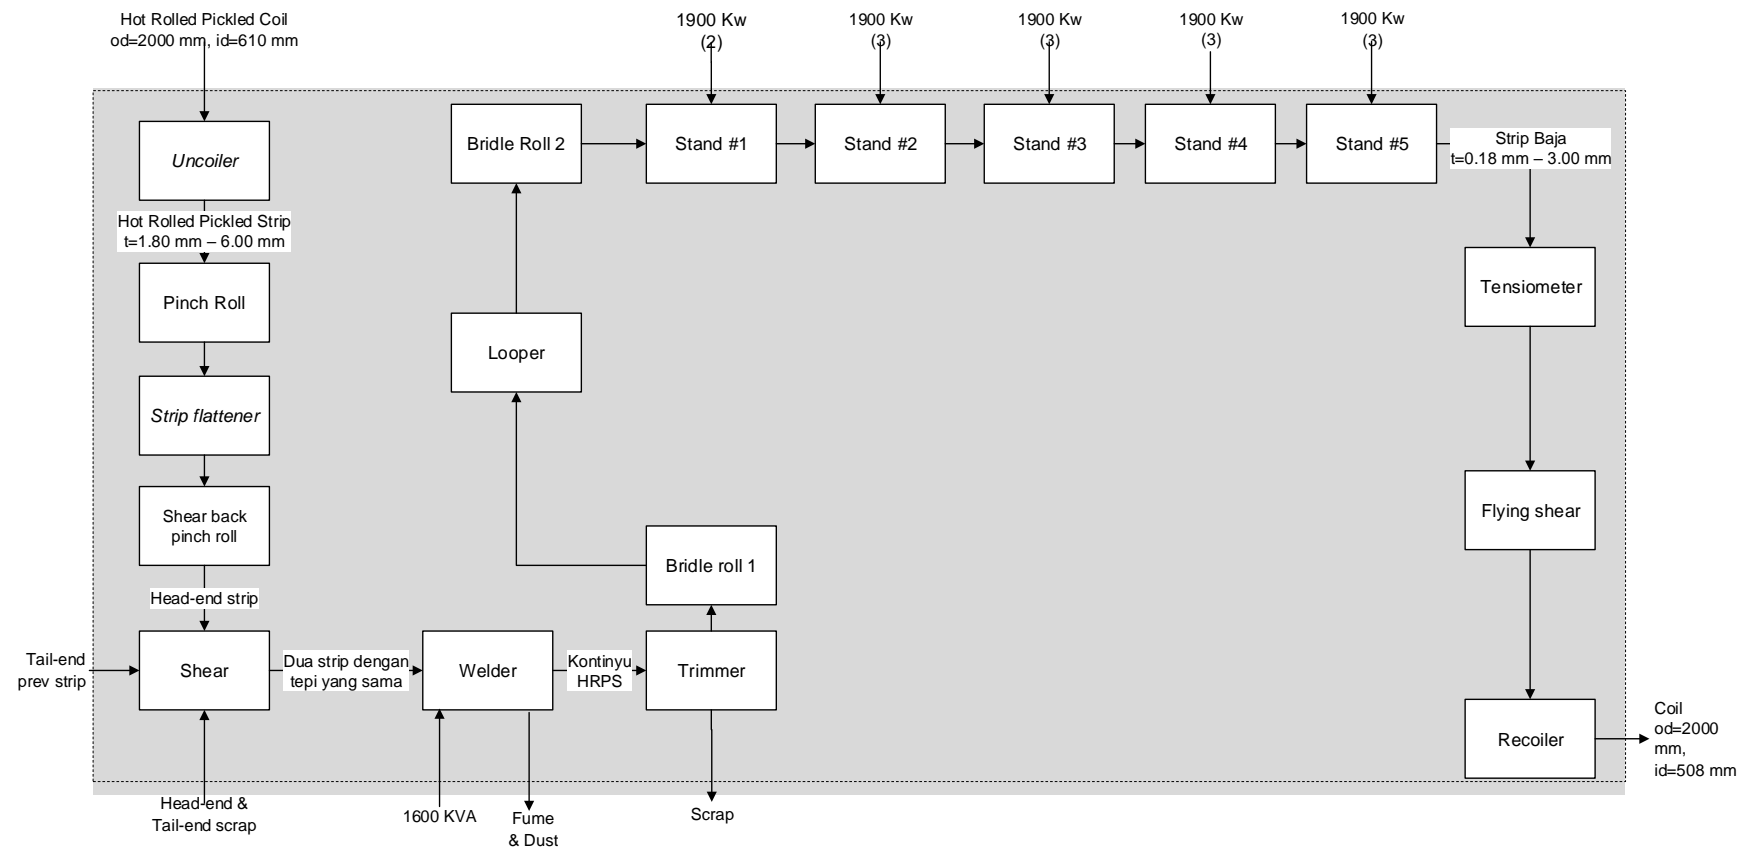 Hot Rolled Pickled Coil
od=2000 mm, id=610 mm
1900 Kw
(2)
1900 Kw
(3)
1900 Kw
(3)
1900 Kw
(3)
1900 Kw
(3)
Uncoiler
Bridle Roll 2
Stand #1
Stand #2
Stand #3
Stand #4
Stand #5
Strip Baja
t=0.18 mm – 3.00 mm
Hot Rolled Pickled Strip
t=1.80 mm – 6.00 mm
Pinch Roll
Tensiometer
Looper
Strip flattener
Shear back
pinch roll
Flying shear
Bridle roll 1
Head-end strip
Tail-end
prev strip
Shear
Dua strip dengan
tepi yang sama
Welder
Kontinyu
HRPS
Trimmer
Recoiler
Coil
od=2000
mm,
id=508 mm
Head-end &
Tail-end scrap
1600 KVA
Fume
& Dust
Scrap